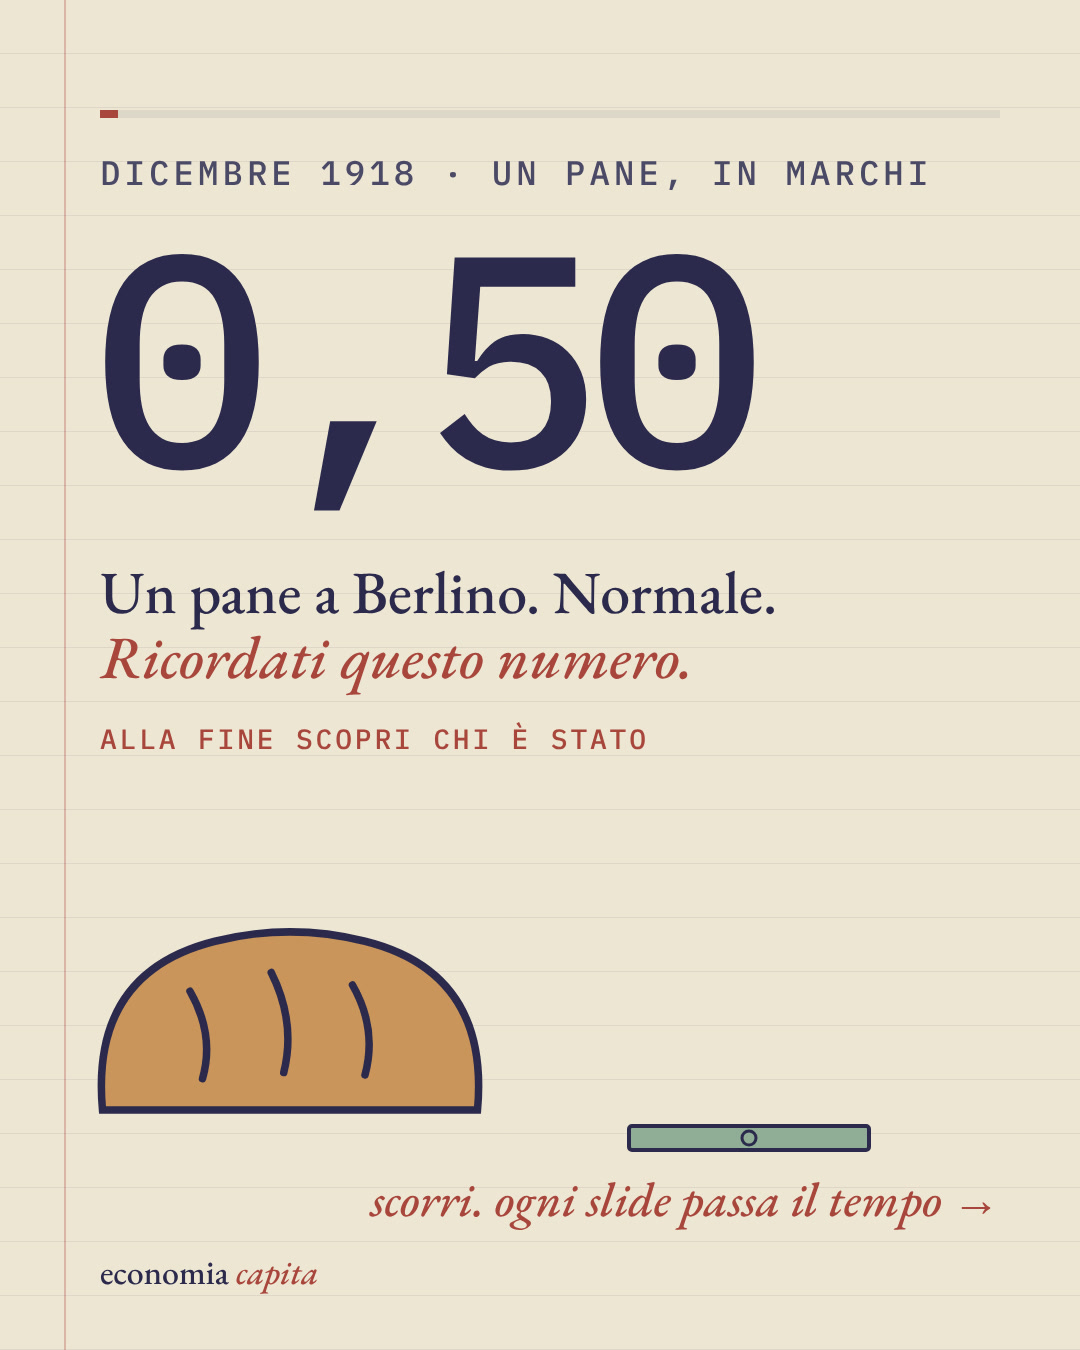 DICEMBRE 1918 · UN PANE, IN MARCHI
0,50
Un pane a Berlino. Normale.
Ricordati questo numero.
ALLA FINE SCOPRI CHI È STATO
scorri. ogni slide passa il tempo →
economia capita